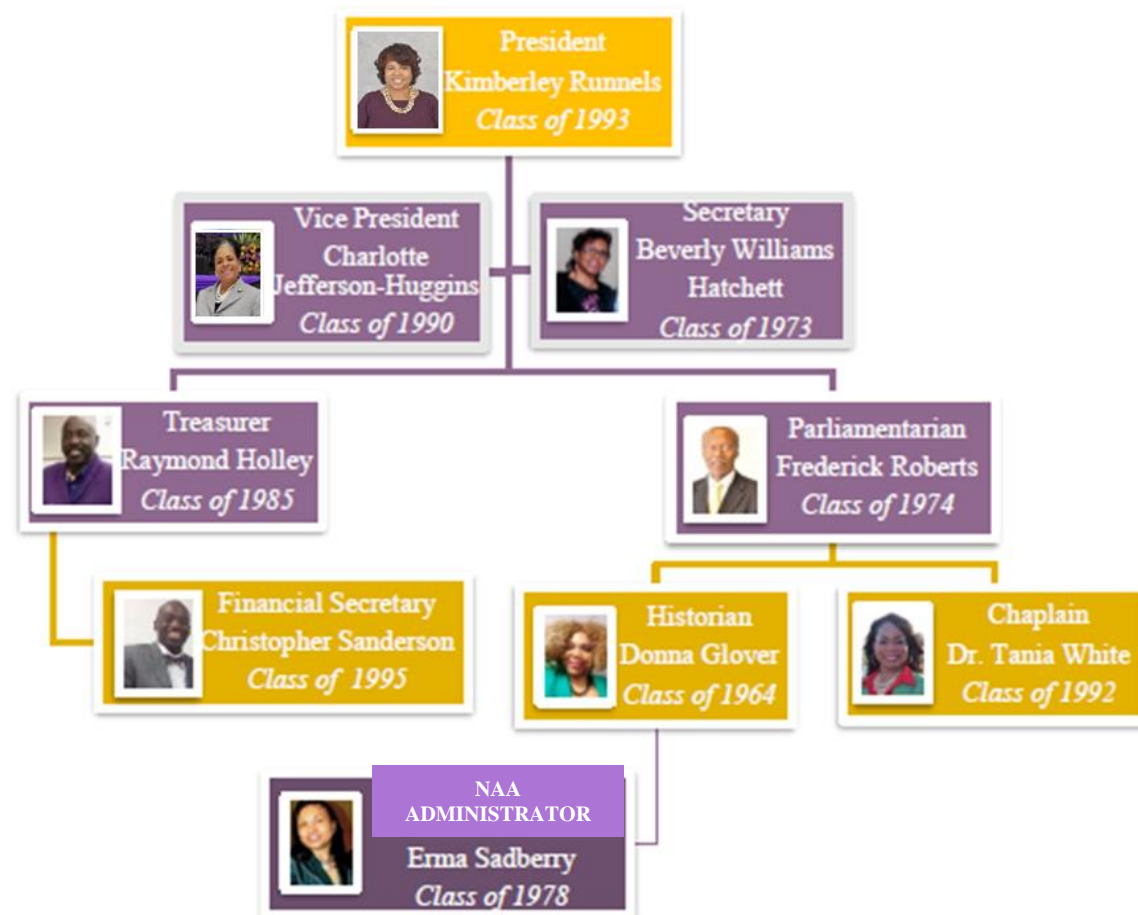 President
Kimberley Runnels
Class of 1993
Vice President
Charlotte
Jefferson-Huggins
Class of 1990
Secretary
Beverly Williams
Hatchett
Class of 1973
Treasurer
Raymond Holley
Class of 1985
Parliamentarian
Frederick Roberts
Class of 1974
Financial Secretary
Christopher Sanderson
Class of 1995
Historian
Donna Glover
Class of 1964
Chaplain
Dr. Tania White
Class of 1992
NAA
ADMINISTRATOR
Erma Sadberry
Class of 1978